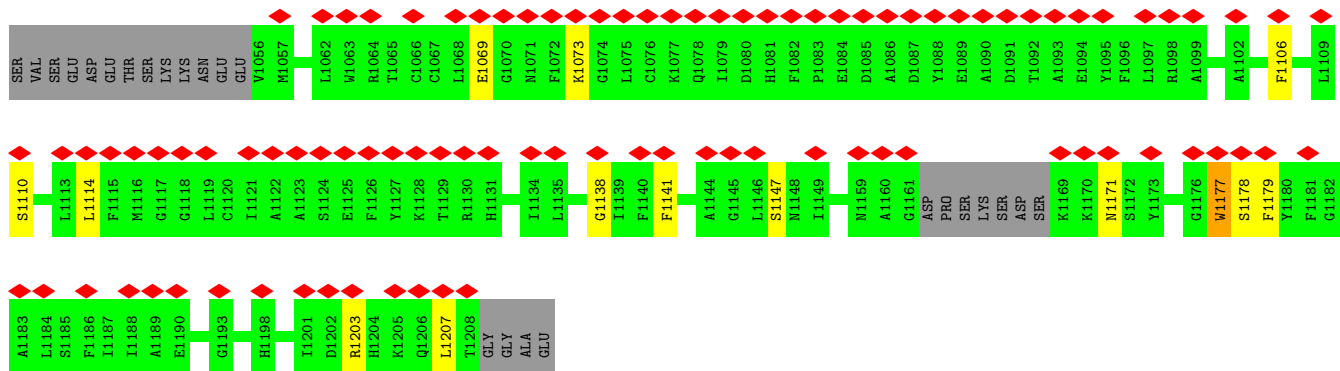 SER VAL SER GLU ASP GLU THR SER LYS LYS ASN GLU GLU V1056 M1057 L1062 W1063 R1064 T1065 C1066 C1067 L1068 E1069 G1070 N1071 F1072 K1073 G1074 L1075 C1076 K1077 Q1078 I1079 D1080 H1081 F1082 P1083 E1084 D1085 A1086 D1087 Y1088 E1089 A1090 D1091 T1092 A1093 E1094 Y1095 F1096 L1097 R1098 A1099 A1102 F1106 L1109
S1110 L1113 L1114 F1115 M1116 G1117 G1118 L1119 C1120 I1121 A1122 A1123 S1124 E1125 F1126 Y1127 K1128 T1129 R1130 H1131 I1134 L1135 G1138 I1139 F1140 F1141 A1144 G1145 L1146 S1147 N1148 I1149 N1159 A1160 G1161 ASP PRO SER LYS SER ASP SER K1169 K1170 N1171 S1172 Y1173 G1176 W1177 S1178 F1179 Y1180 F1181 G1182
A1183 L1184 S1185 F1186 I1187 I1188 A1189 E1190 G1193 H1198 I1201 D1202 R1203 H1204 K1205 Q1206 L1207 T1208 GLY GLY ALA GLU